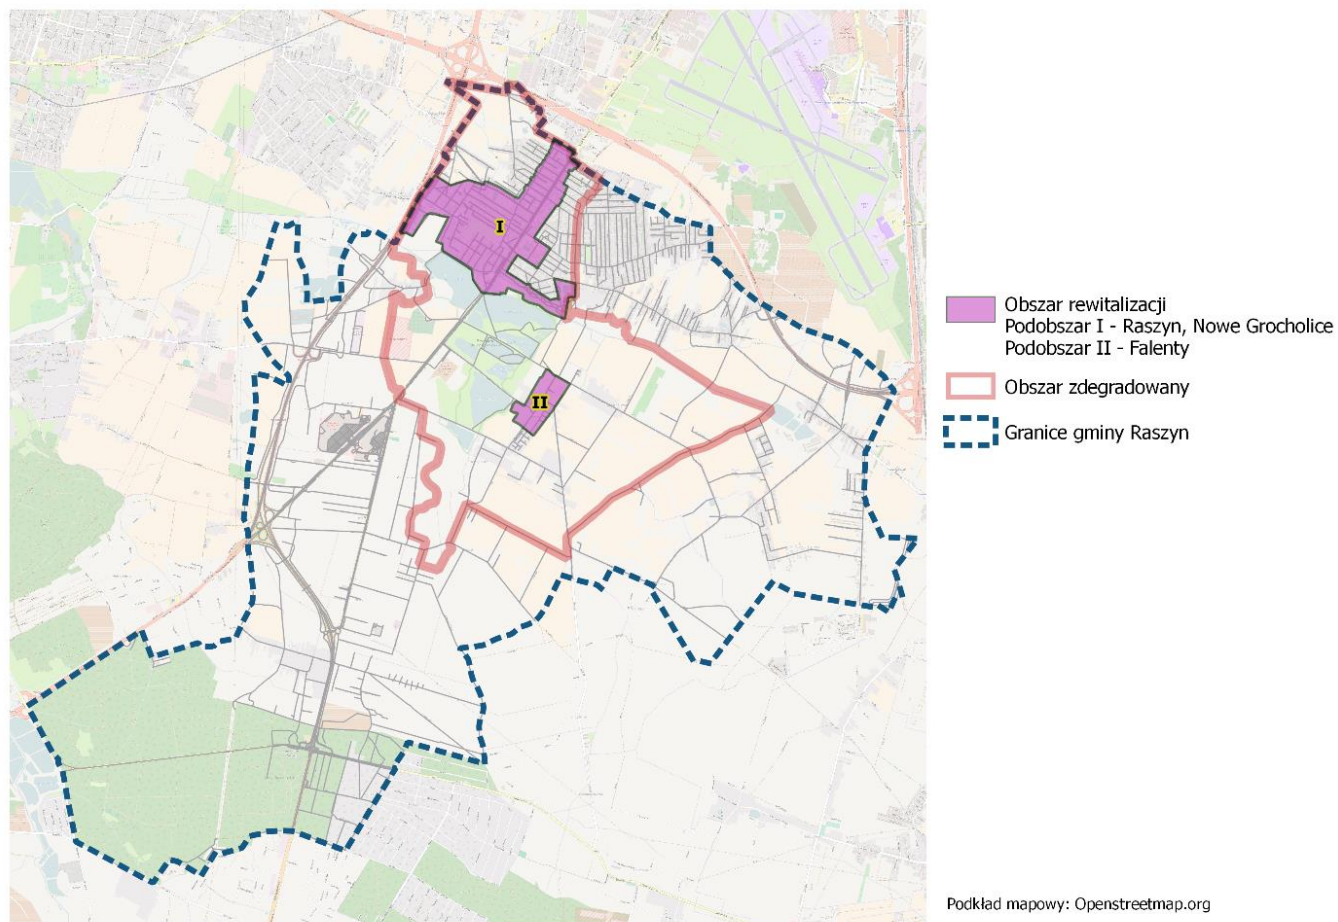 I
II
Obszar rewitalizacji
Podobszar I - Raszyn, Nowe Grocholice
Podobszar II - Falenty
Obszar zdegradowany
Granice gminy Raszyn
Podkład mapowy: Openstreetmap.org